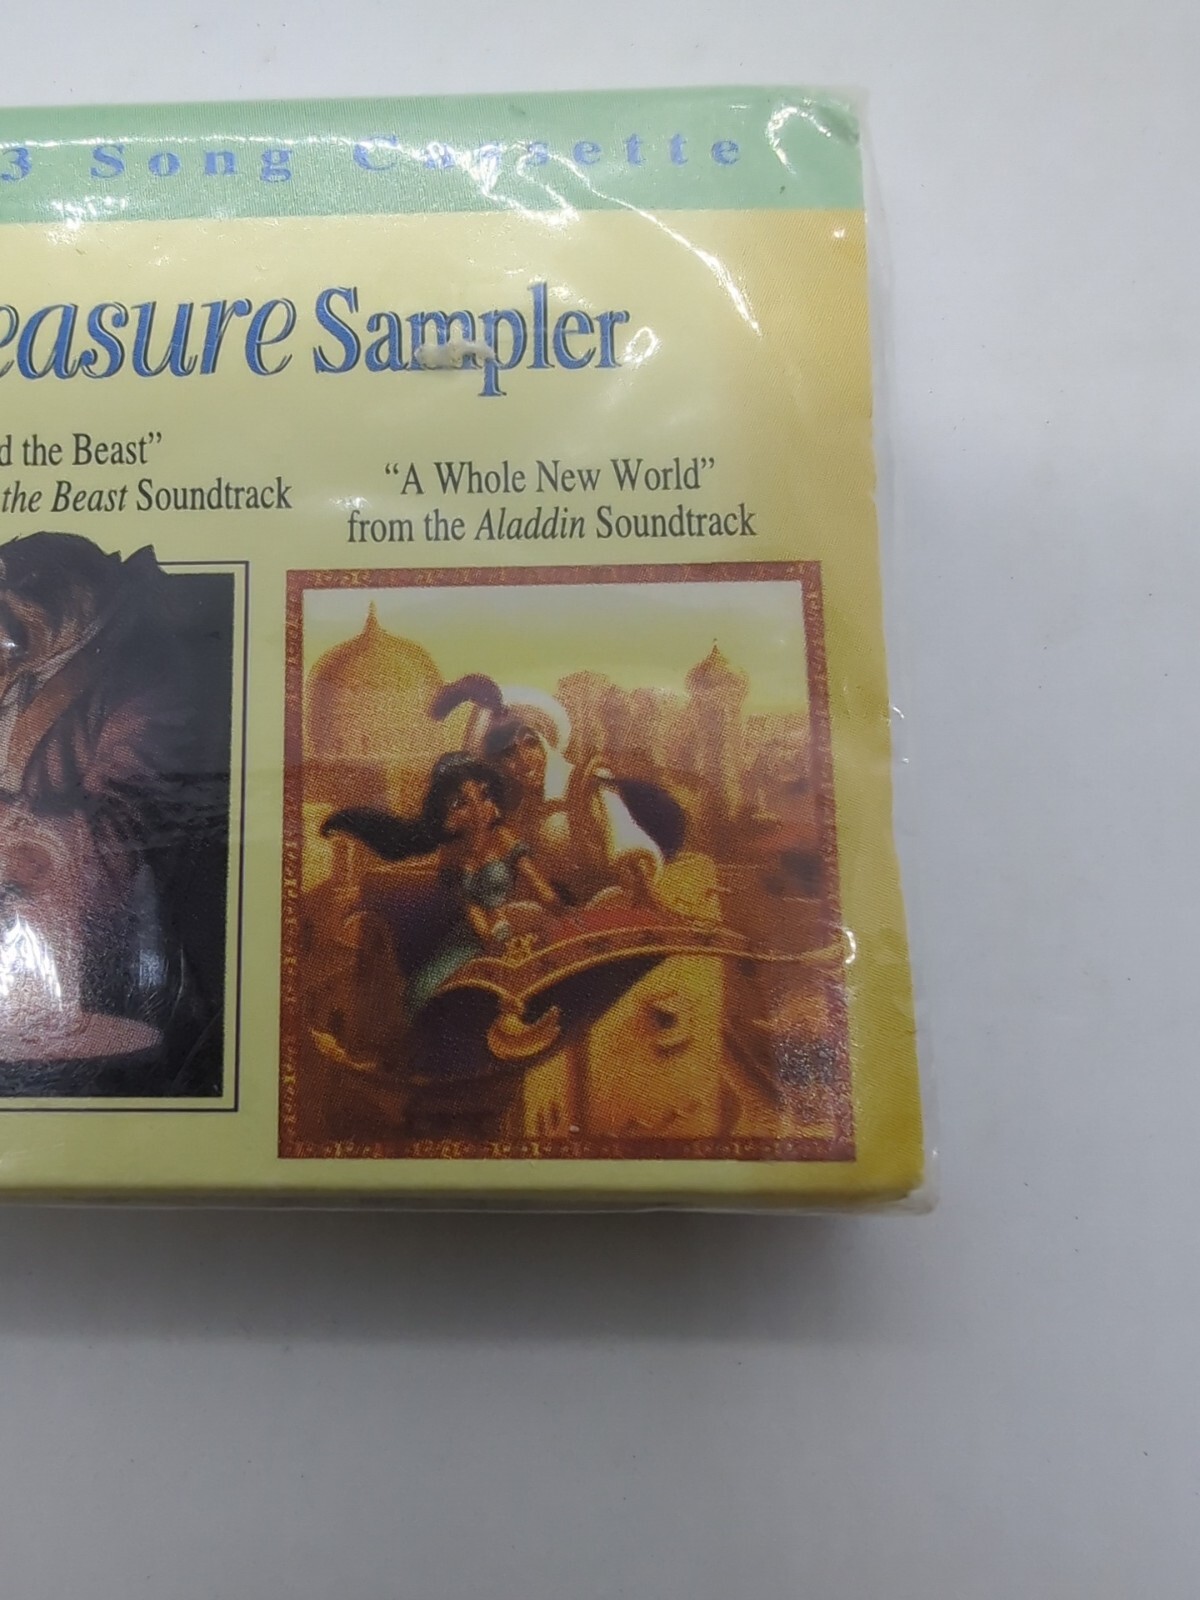 3 Song Cassette
easure Sampler
d the Beast”
the Beast Soundtrack
“A Whole New World”
from the Aladdin Soundtrack